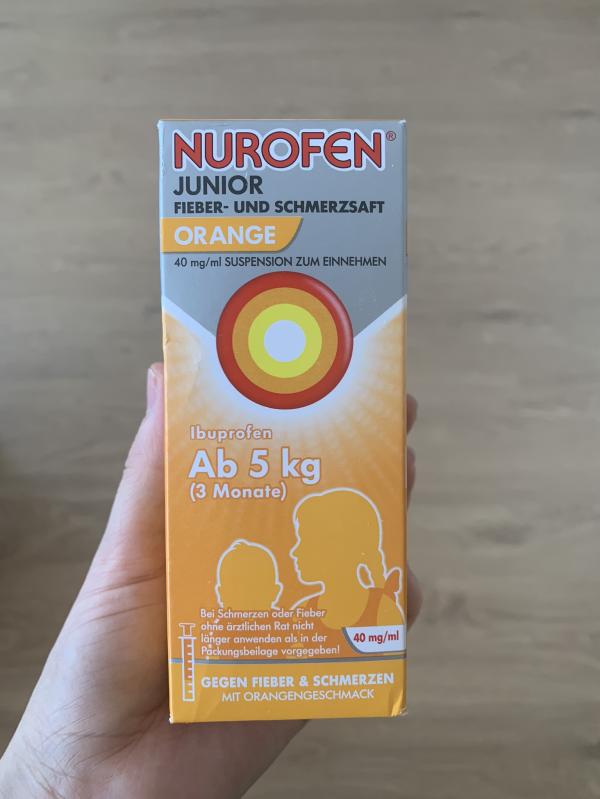 NUROFEN®
JUNIOR
FIEBER- UND SCHMERZSAFT
ORANGE
40 mg/ml SUSPENSION ZUM EINNEHMEN
Ibuprofen
Ab 5 kg
(3 Monate)
Bei Schmerzen oder Fieber
ohne ärztlichen Rat nicht
länger anwenden als in der
Packungsbeilage vorgegeben!
40 mg/ml
GEGEN FIEBER & SCHMERZEN
MIT ORANGENGESCHMACK